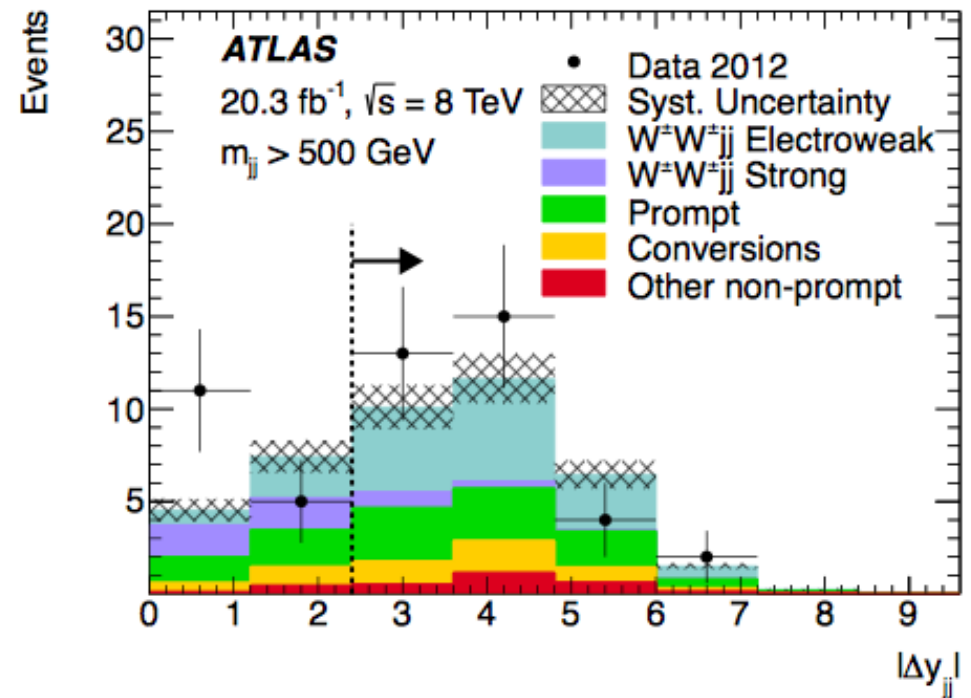 Events
30
25
20
15
10
5
ATLAS
20.3 fb⁻¹, √s = 8 TeV
m_jj > 500 GeV
Data 2012
Syst. Uncertainty
W±W±jj Electroweak
W±W±jj Strong
Prompt
Conversions
Other non-prompt
0 1 2 3 4 5 6 7 8 9
|Δy_jj|